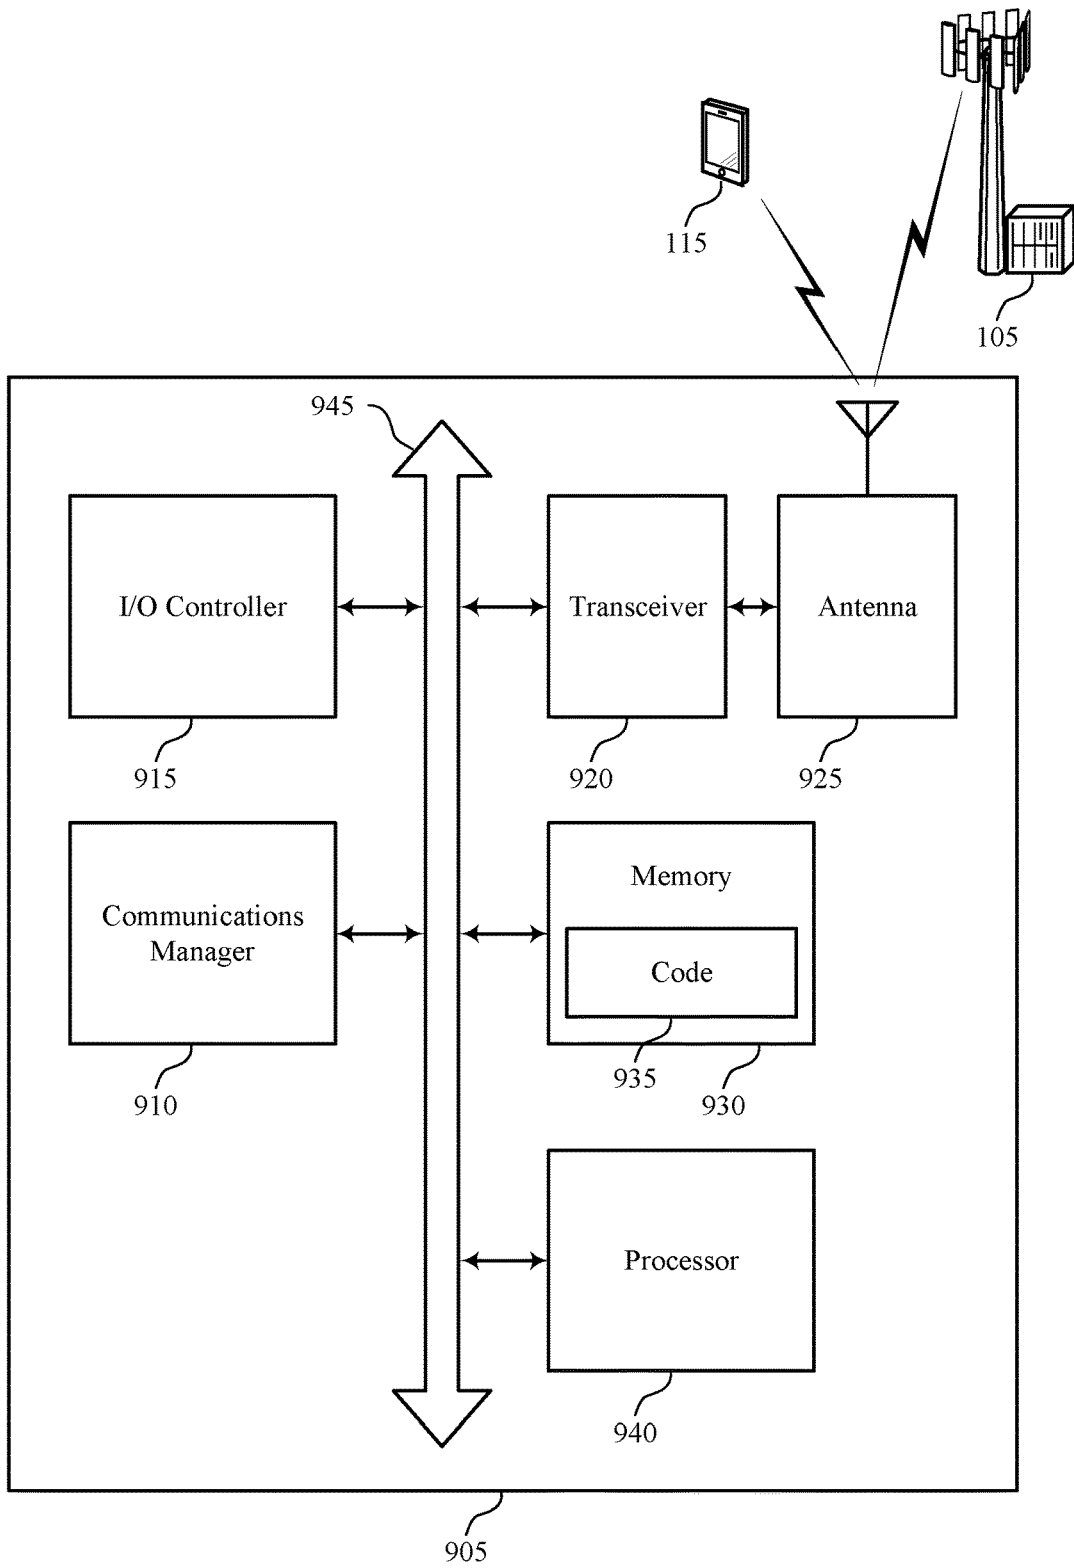 115
105
945
I/O Controller
Transceiver
Antenna
915
920
925
Communications
Manager
Memory
Code
910
935
930
Processor
940
905